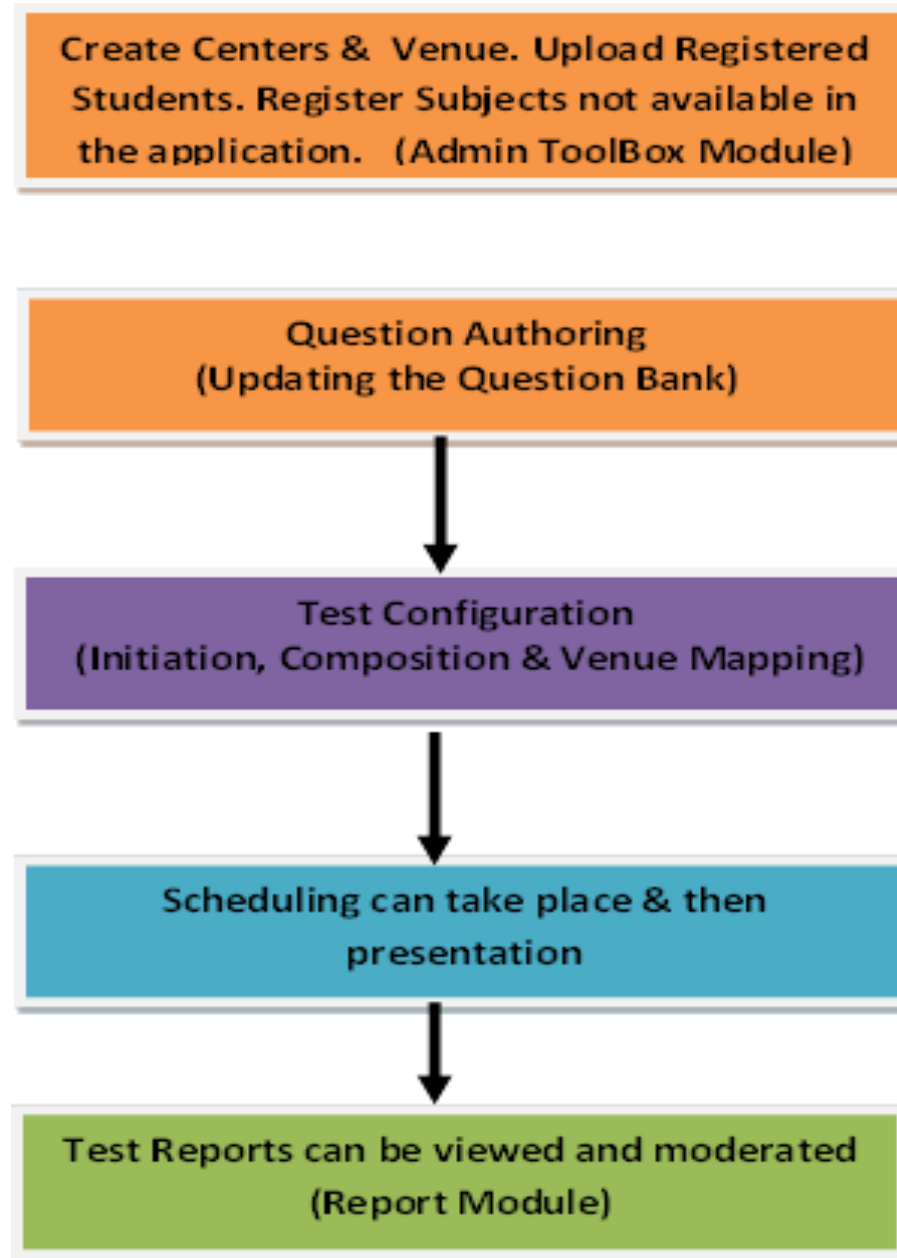 Create Centers &  Venue. Upload Registered
Students. Register Subjects not available in
the application.   (Admin ToolBox Module)
Question Authoring
(Updating the Question Bank)
Test Configuration
(Initiation, Composition & Venue Mapping)
Scheduling can take place & then
presentation
Test Reports can be viewed and moderated
(Report Module)